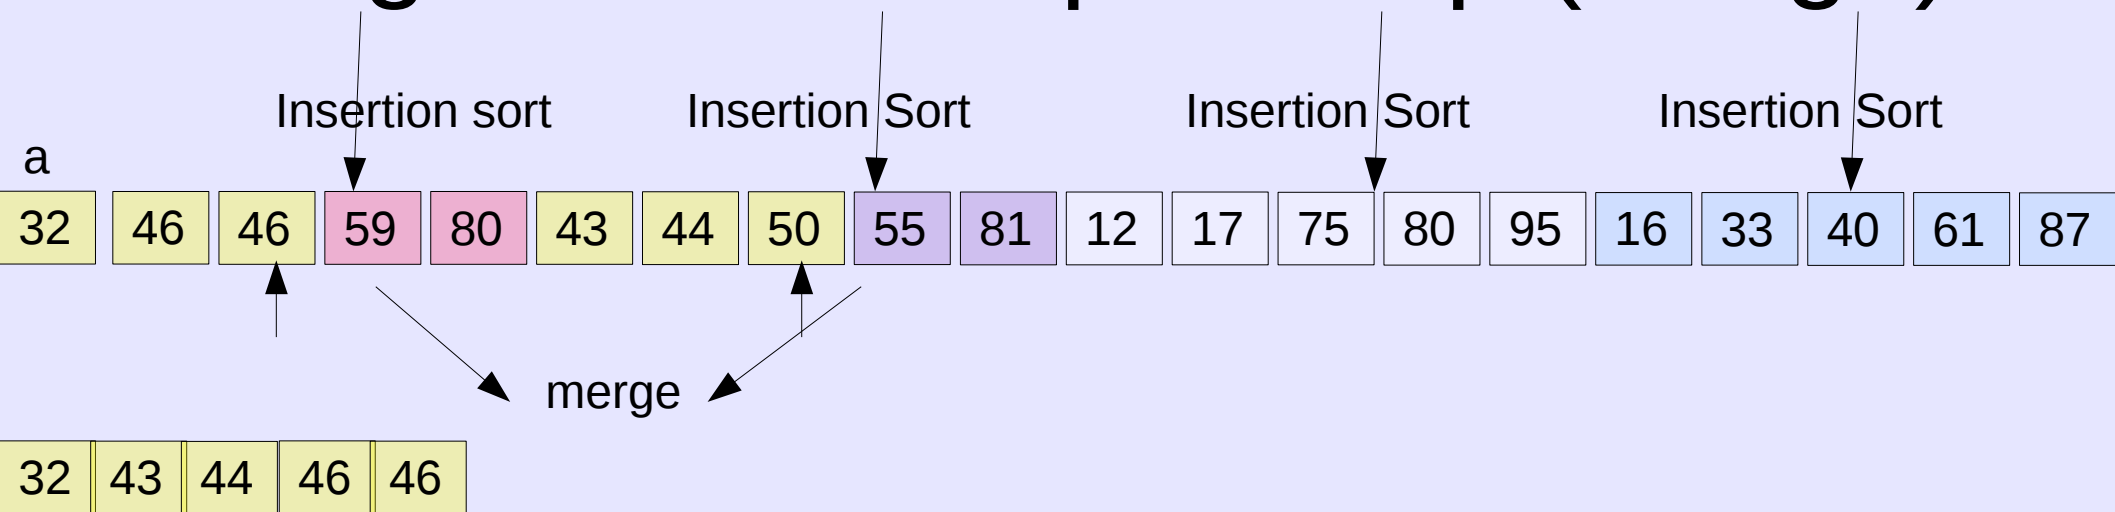 Insertion sort Insertion Sort Insertion Sort Insertion Sort
a
32 46 46 59 80 43 44 50 55 81 12 17 75 80 95 16 33 40 61 87
merge
32 43 44 46 46